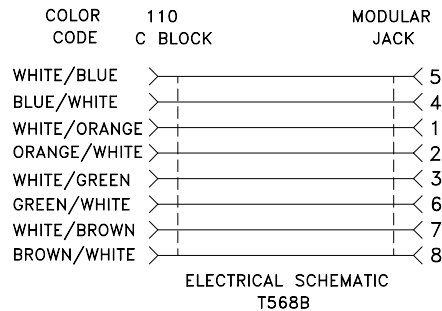 COLOR 110 MODULAR
CODE C BLOCK JACK
WHITE/BLUE 5
BLUE/WHITE 4
WHITE/ORANGE 1
ORANGE/WHITE 2
WHITE/GREEN 3
GREEN/WHITE 6
WHITE/BROWN 7
BROWN/WHITE 8
ELECTRICAL SCHEMATIC
T568B